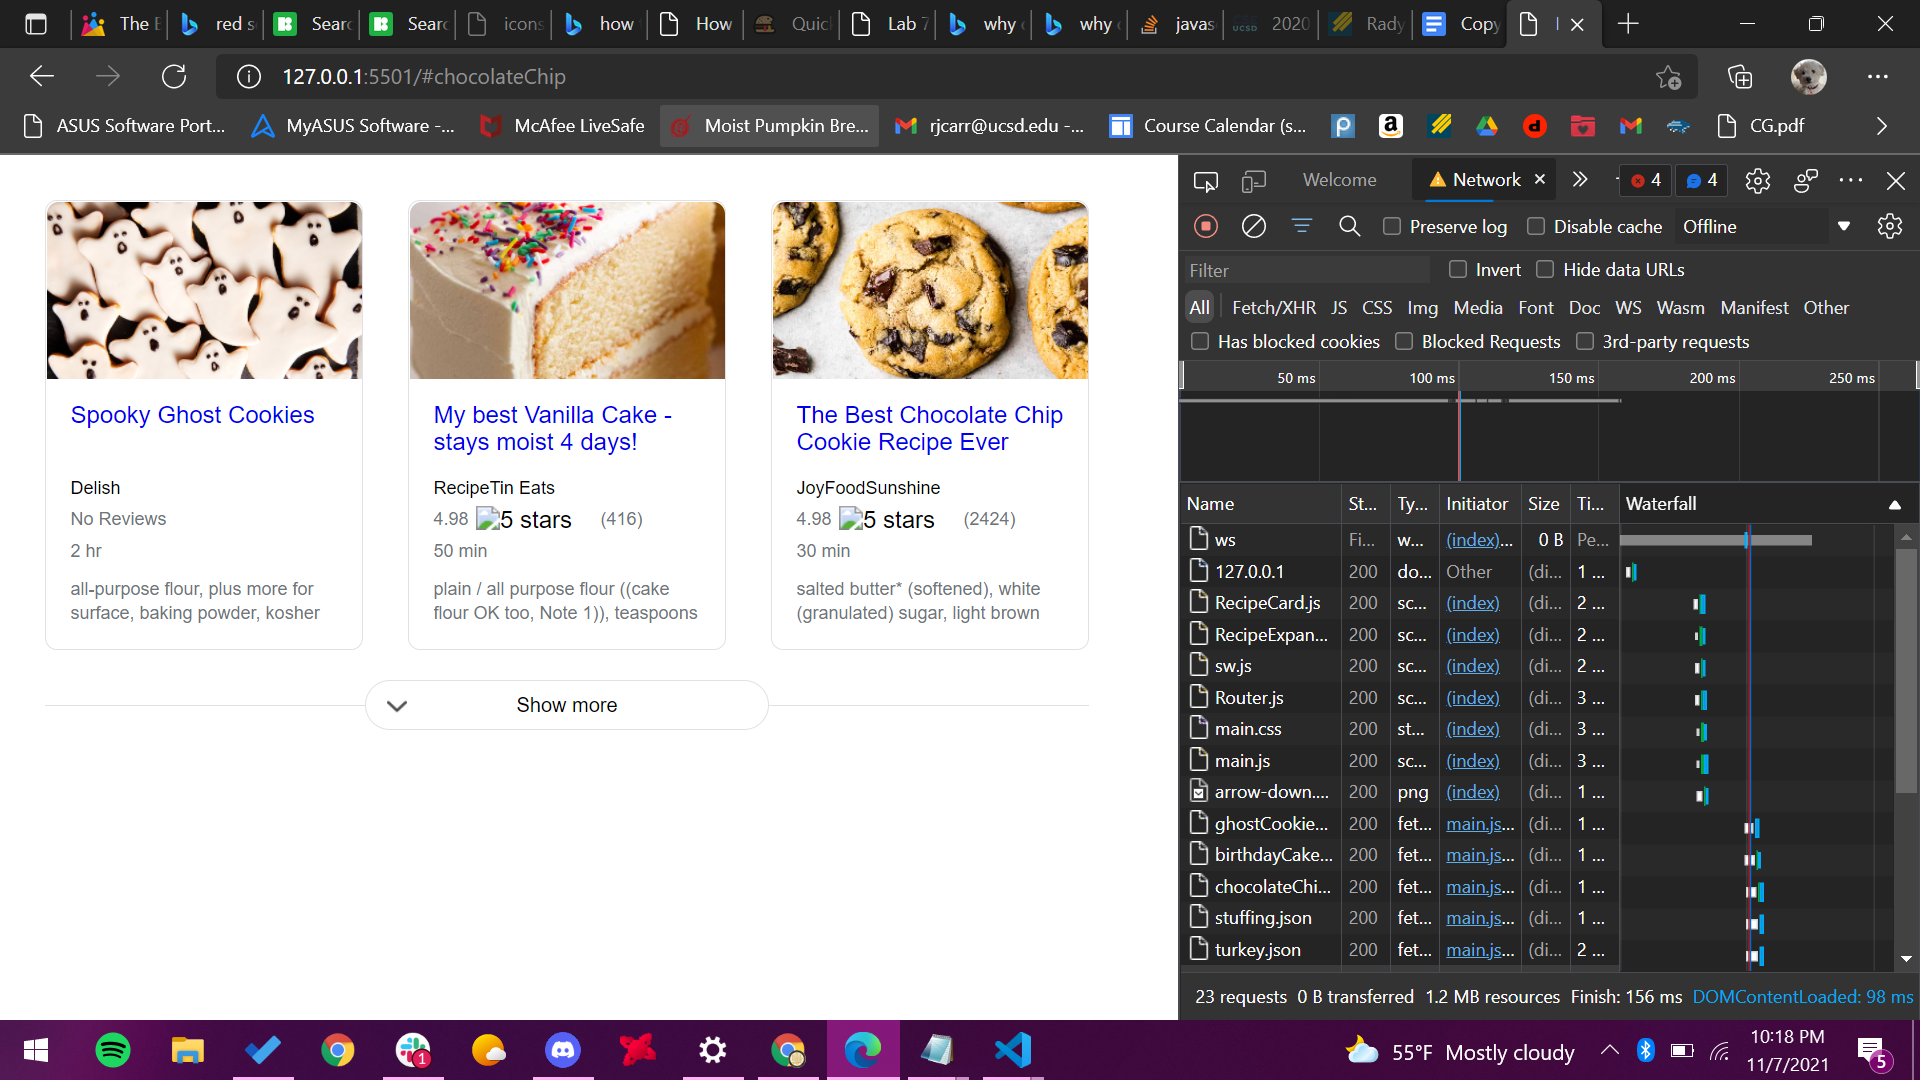 The E
red s
Searc
Searc
icons
how
How
Quic
Lab 7
why
why
javas
2020
Rady
Copy
127.0.0.1:5501/#chocolateChip
ASUS Software Port...
MyASUS Software -...
McAfee LiveSafe
Moist Pumpkin Bre...
rjcarr@ucsd.edu -...
Course Calendar (s...
CG.pdf
Spooky Ghost Cookies
Delish
No Reviews
2 hr
all-purpose flour, plus more for
surface, baking powder, kosher
My best Vanilla Cake -
stays moist 4 days!
RecipeTin Eats
4.98 5 stars (416)
50 min
plain / all purpose flour ((cake
flour OK too, Note 1)), teaspoons
The Best Chocolate Chip
Cookie Recipe Ever
JoyFoodSunshine
4.98 5 stars (2424)
30 min
salted butter* (softened), white
(granulated) sugar, light brown
Show more
Welcome Network 4 4
Preserve log Disable cache Offline
Filter Invert Hide data URLs
All Fetch/XHR JS CSS Img Media Font Doc WS Wasm Manifest Other
Has blocked cookies Blocked Requests 3rd-party requests
50 ms 100 ms 150 ms 200 ms 250 ms
Name St... Ty... Initiator Size Ti... Waterfall
ws Fi... w... (index)... 0 B Pe...
127.0.0.1 200 do... Other (di... 1 ...
RecipeCard.js 200 sc... (index) (di... 2 ...
RecipeExpan... 200 sc... (index) (di... 2 ...
sw.js 200 sc... (index) (di... 2 ...
Router.js 200 sc... (index) (di... 3 ...
main.css 200 st... (index) (di... 3 ...
main.js 200 sc... (index) (di... 3 ...
arrow-down.... 200 png (index) (di... 1 ...
ghostCookie... 200 fet... main.js... (di... 1 ...
birthdayCake... 200 fet... main.js... (di... 1 ...
chocolateChi... 200 fet... main.js... (di... 1 ...
stuffing.json 200 fet... main.js... (di... 1 ...
turkey.json 200 fet... main.js... (di... 2 ...
23 requests 0 B transferred 1.2 MB resources Finish: 156 ms DOMContentLoaded: 98 ms
1
55°F Mostly cloudy
10:18 PM
11/7/2021
5